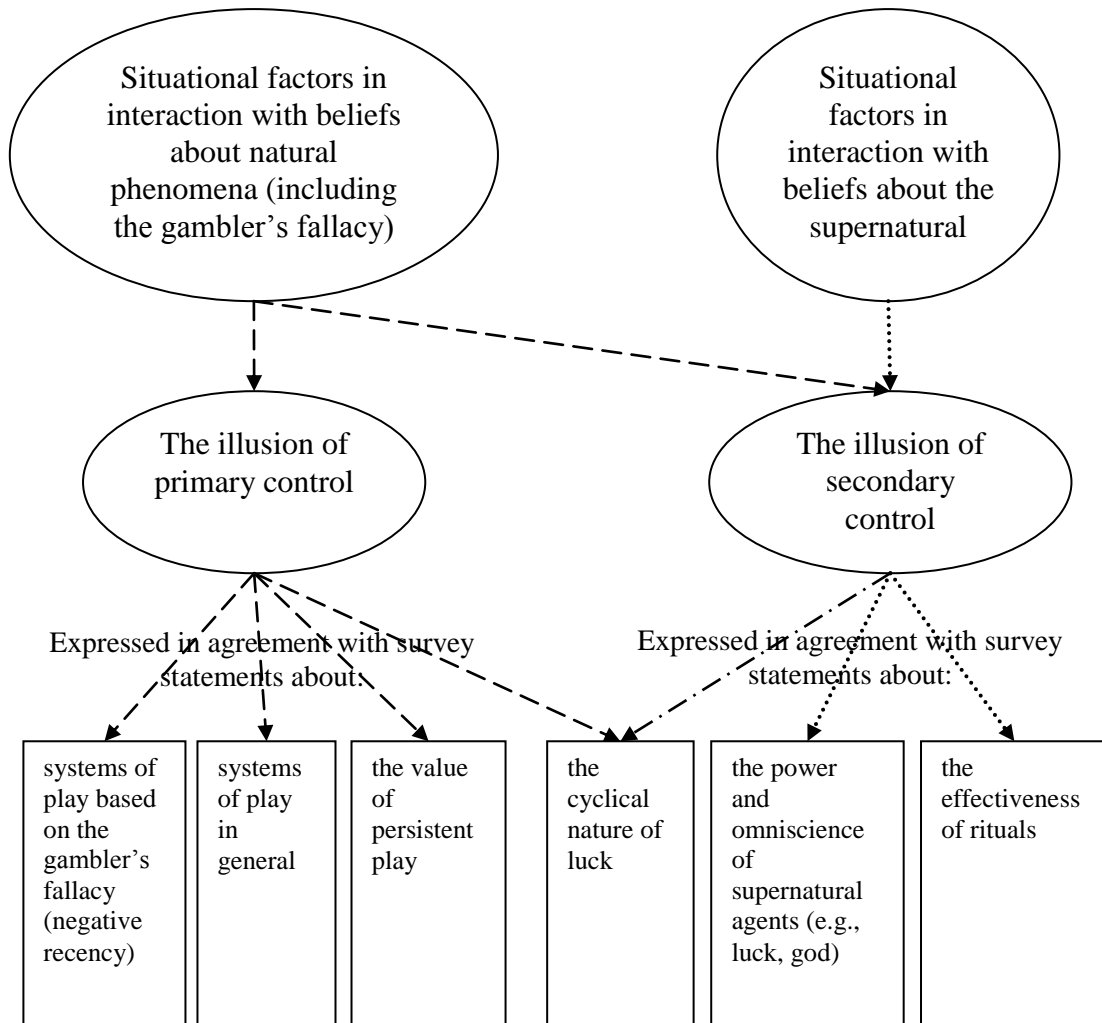 Situational factors in
interaction with beliefs
about natural
phenomena (including
the gambler’s fallacy)
Situational
factors in
interaction with
beliefs about the
supernatural
The illusion of
primary control
The illusion of
secondary
control
Expressed in agreement with survey
statements about:
Expressed in agreement with survey
statements about:
systems of
play based
on the
gambler’s
fallacy
(negative
recency)
systems
of play
in
general
the value
of
persistent
play
the
cyclical
nature of
luck
the power
and
omniscience
of
supernatural
agents (e.g.,
luck, god)
the
effectiveness
of rituals